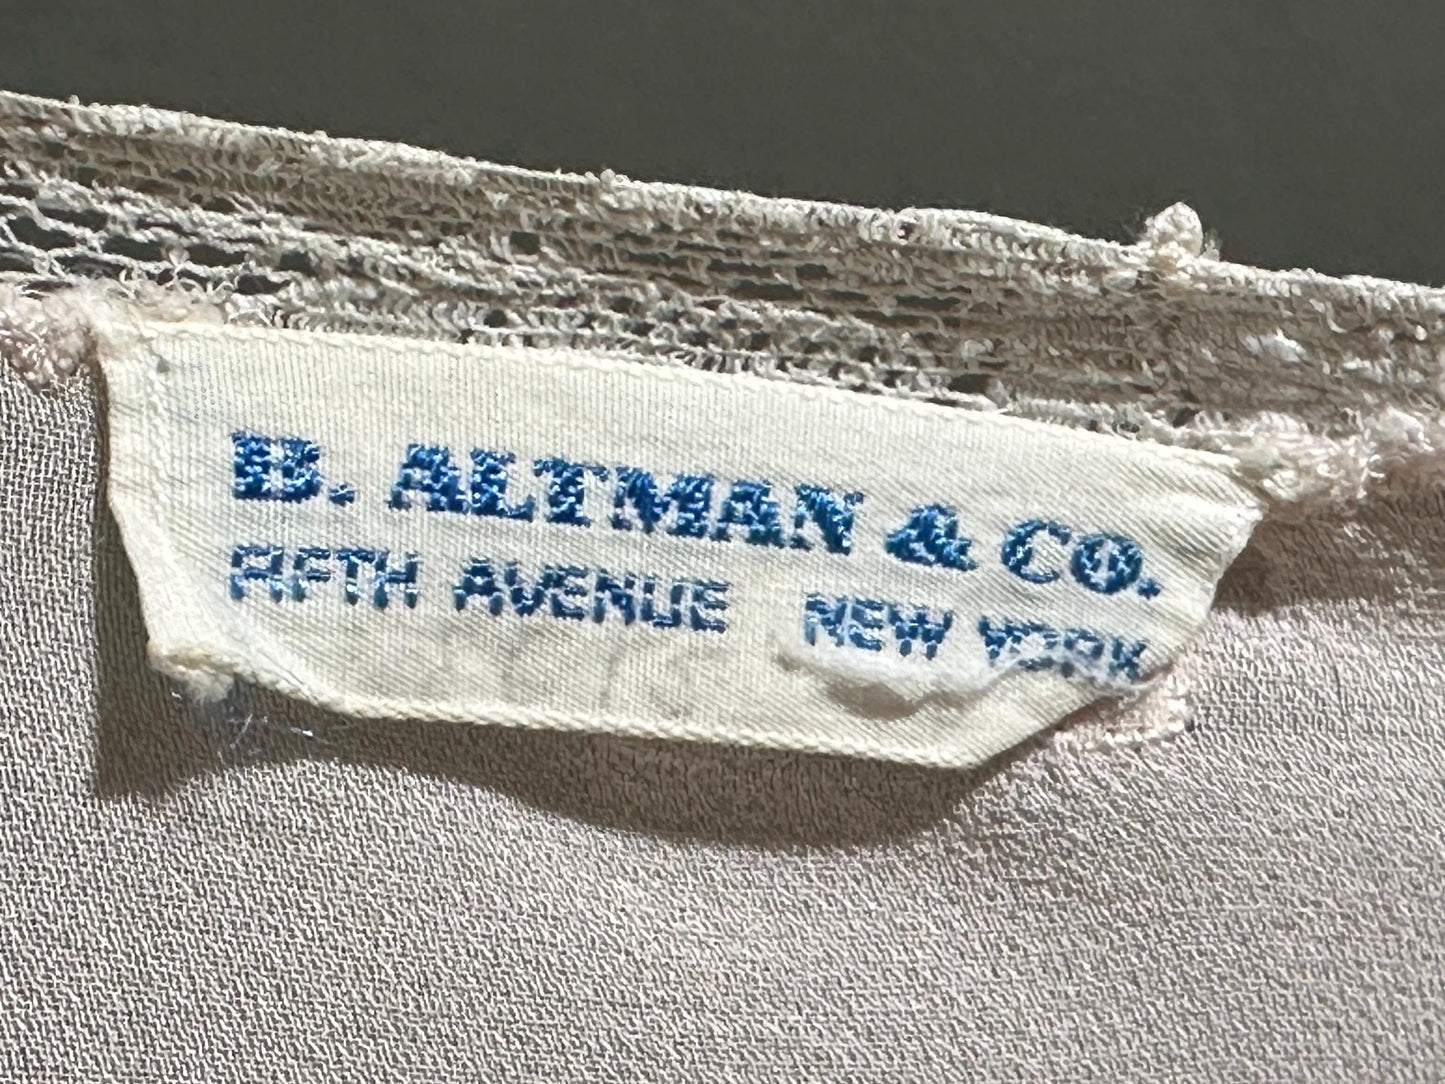 B. ALTMAN & CO.
FIFTH AVENUE NEW YORK